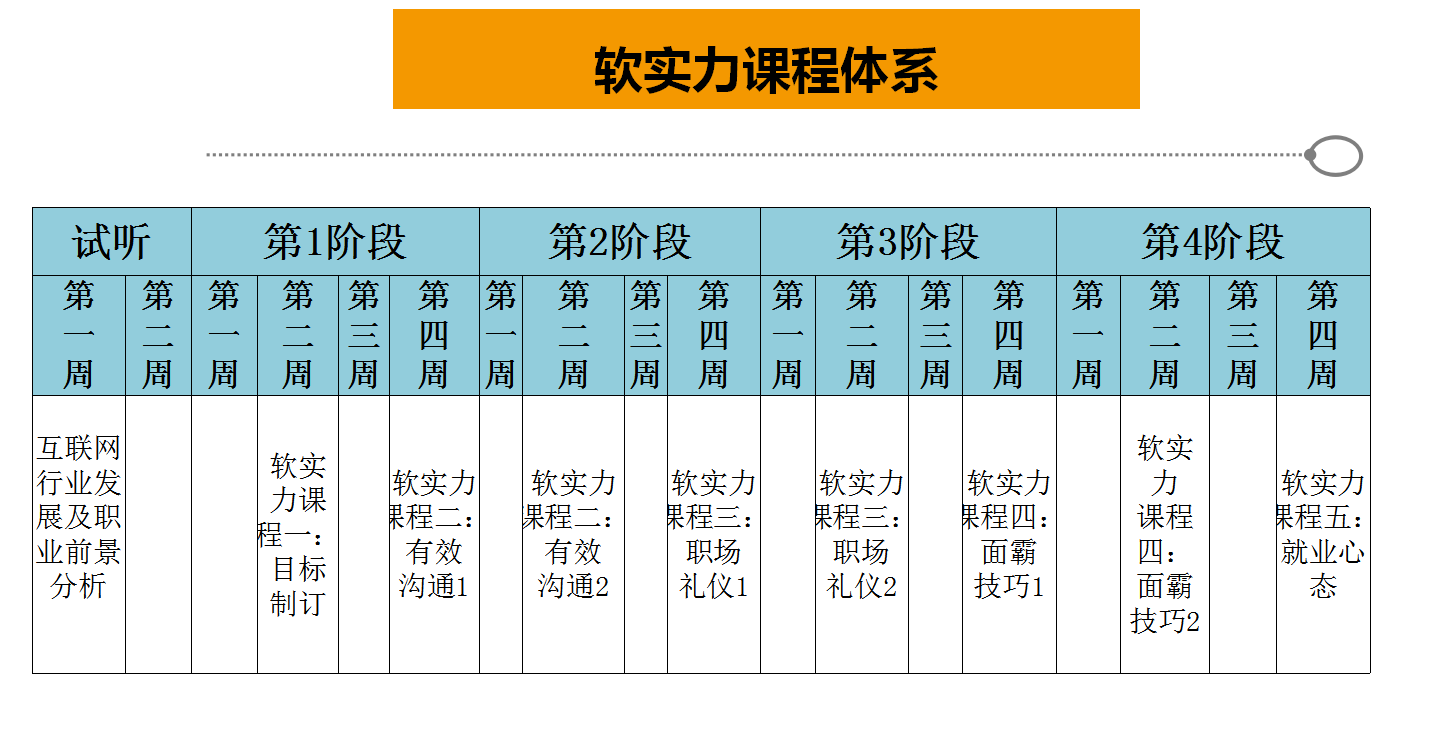 软实力课程体系
试听
第1阶段
第2阶段
第3阶段
第4阶段
第
一
周
第
二
周
第
一
周
第
二
周
第
三
周
第
四
周
第
一
周
第
二
周
第
三
周
第
四
周
第
一
周
第
二
周
第
三
周
第
四
周
第
一
周
第
二
周
第
三
周
第
四
周
互联网
行业发
展及职
业前景
分析
软实
力课
程一：
目标
制订
软实力
课程二：
有效
沟通1
软实力
课程二：
有效
沟通2
软实力
课程三：
职场
礼仪1
软实力
课程三：
职场
礼仪2
软实力
课程四：
面霸
技巧1
软实
力
课程
四：
面霸
技巧2
软实力
课程五：
就业心
态